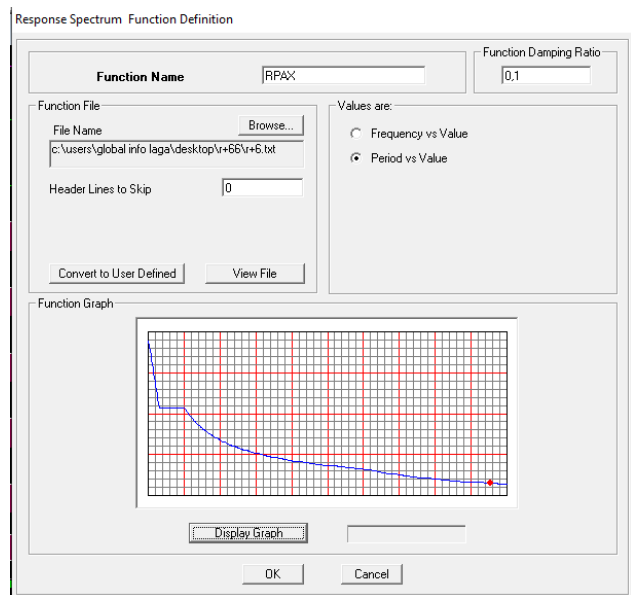 Response Spectrum Function Definition
Function Name
RPAX
Function Damping Ratio
0,1
Function File
File Name
Browse...
c:\users\global info laga\desktop\r+66\r+6.txt
Header Lines to Skip
0
Convert to User Defined
View File
Values are:
Frequency vs Value
Period vs Value
Function Graph
Display Graph
OK
Cancel